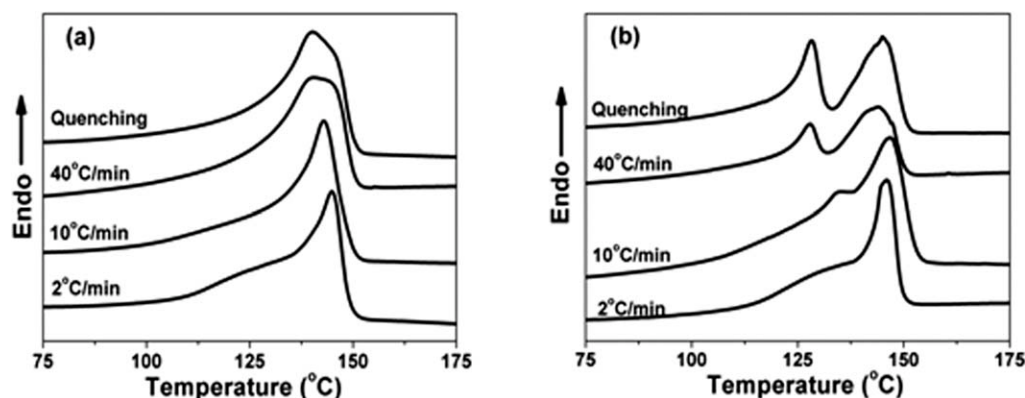 (a)
Endo
Quenching
40°C/min
10°C/min
2°C/min
75 100 125 150 175
Temperature (°C)
(b)
Endo
Quenching
40°C/min
10°C/min
2°C/min
75 100 125 150 175
Temperature (°C)